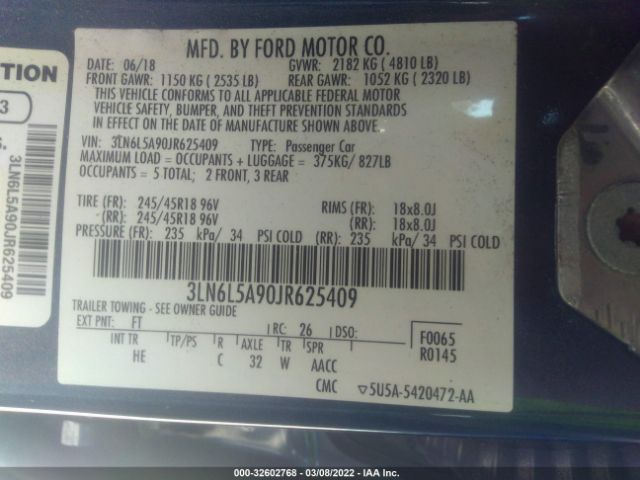 MFD. BY FORD MOTOR CO.
DATE: 06/18 GVWR: 2182 KG ( 4810 LB)
FRONT GAWR: 1150 KG ( 2535 LB) REAR GAWR: 1052 KG ( 2320 LB)
THIS VEHICLE CONFORMS TO ALL APPLICABLE FEDERAL MOTOR
VEHICLE SAFETY, BUMPER, AND THEFT PREVENTION STANDARDS
IN EFFECT ON THE DATE OF MANUFACTURE SHOWN ABOVE.
VIN: 3LN6L5A90JR625409 TYPE: Passenger Car
MAXIMUM LOAD = OCCUPANTS + LUGGAGE = 375KG/ 827LB
OCCUPANTS = 5 TOTAL; 2 FRONT, 3 REAR
TIRE (FR): 245/45R18 96V RIMS (FR): 18x8.0J
(RR): 245/45R18 96V (RR): 18x8.0J
PRESSURE (FR): 235 kPa/ 34 PSI COLD (RR): 235 kPa/ 34 PSI COLD
3LN6L5A90JR625409
TRAILER TOWING - SEE OWNER GUIDE
EXT PNT: FT RC: 26 DSO: F0065
INT TR TP/PS R AXLE TR SPR R0145
HE C 32 W AACC
CMC ▽5U5A-5420472-AA
TION
3
3LN6L5A90JR625409
000-32602768 - 03/08/2022 - IAA Inc.